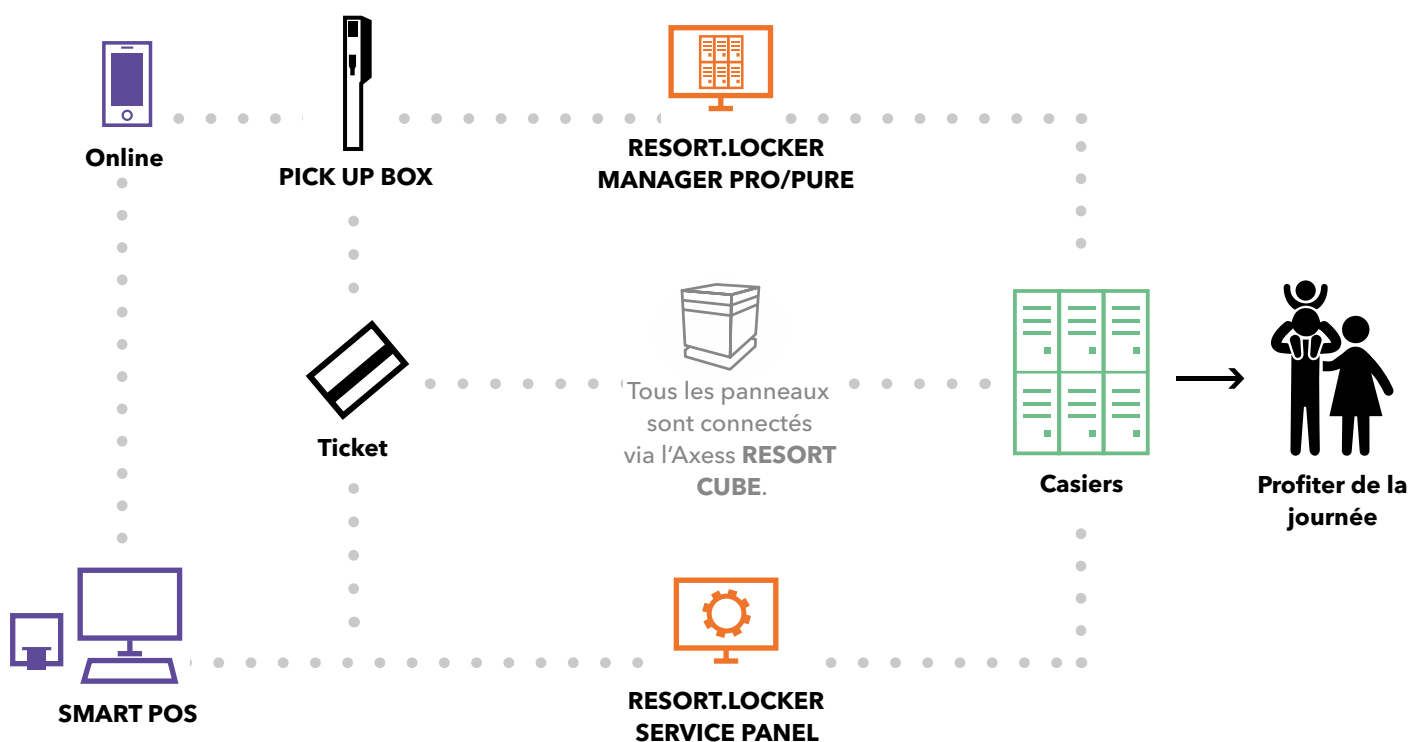 Online
PICK UP BOX
RESORT.LOCKER
MANAGER PRO/PURE
Ticket
Tous les panneaux
sont connectés
via l'Axess RESORT
CUBE.
Casiers
Profiter de la
journée
SMART POS
RESORT.LOCKER
SERVICE PANEL